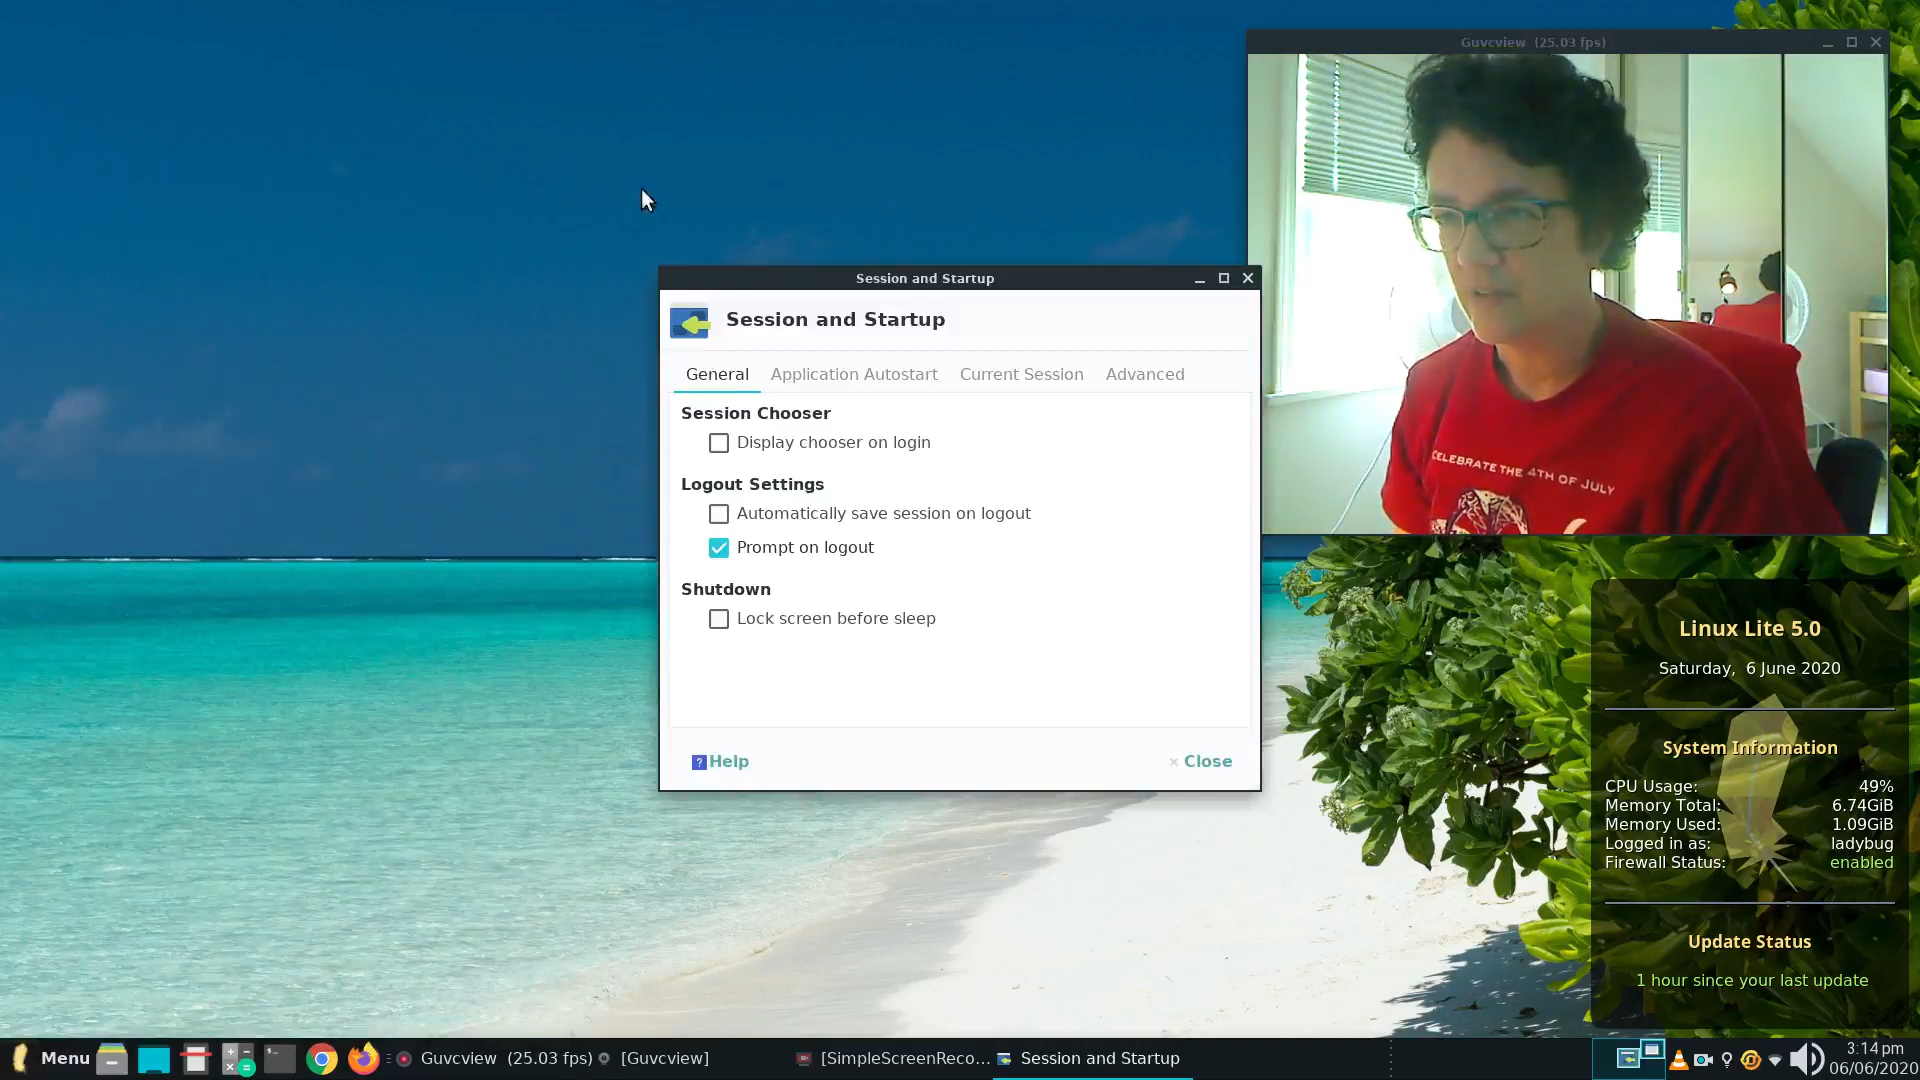 Guvcview (25.03 fps)
CELEBRATE THE 4TH OF JULY
Session and Startup
Session and Startup
General Application Autostart Current Session Advanced
Session Chooser
Display chooser on login
Logout Settings
Automatically save session on logout
Prompt on logout
Shutdown
Lock screen before sleep
? Help
× Close
Linux Lite 5.0
Saturday, 6 June 2020
System Information
CPU Usage: 49%
Memory Total: 6.74GiB
Memory Used: 1.09GiB
Logged in as: ladybug
Firewall Status: enabled
Update Status
1 hour since your last update
Menu Guvcview (25.03 fps) [Guvcview] [SimpleScreenReco... Session and Startup
3:14 pm
06/06/2020